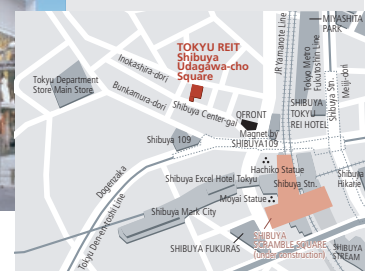 MIYASHITA
PARK
TOKYU REIT
Shibuya
Udagawa-cho
Square
JR Yamanote Line
Tokyo Metro
Fukutoshi Line
Shibuya Stn.
Meiji-dori
Inokashira-dori
Tokyu Department
Store Main Store
Bunkamura-dori
Shibuya Center-gai
QFRONT
SHIBUYA
TOKYU
REI HOTEL
Magnet by
SHIBUYA109
Shibuya 109
Hachiko Statue
Shibuya Excel Hotel Tokyu
Shibuya Stn.
Shibuya
Hikarie
Dogenzaka
Moyai Statue
Shibuya Mark City
Tokyu Den-en-toshi Line
SHIBUYA
SCRAMBLE SQUARE
(under construction)
SHIBUYA FUKURAS
SHIBUYA
STREAM